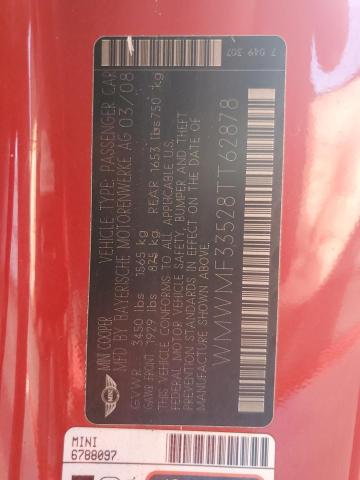 7 049 307
MINI COOPER
VEHICLE TYPE PASSENGER CAR
MFD BY BAYERISCHE MOTORENWERKE AG 03/08
GVWR 3450 lbs 1565 kg
GAWR FRONT 1929 lbs 875 kg REAR 1653 lbs 750 kg
THIS VEHICLE CONFORMS TO ALL APPLICABLE U.S.
FEDERAL MOTOR VEHICLE SAFETY, BUMPER AND THEFT
PREVENTION STANDARDS IN EFFECT ON THE DATE OF
MANUFACTURE SHOWN ABOVE.
WMWMF33528TT62878
MINI
6788097